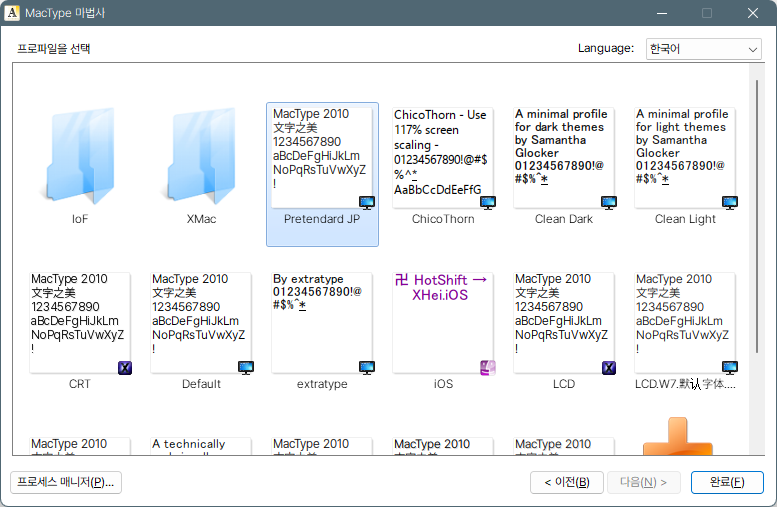 MacType 마법사
프로파일을 선택
Language:
한국어
IoF
XMac
MacType 2010
文字之美
1234567890
aBcDeFgHiJkLm
NoPqRsTuVwXyZ
!
Pretendard JP
ChicoThorn - Use
117% screen
scaling -
01234567890!@#$
%^*
AaBbCcDdEeFfG
ChicoThorn
A minimal profile
for dark themes
by Samantha
Glocker
01234567890!@
#$%^*
Clean Dark
A minimal profile
for light themes
by Samantha
Glocker
01234567890!@
#$%^*
Clean Light
MacType 2010
文字之美
1234567890
aBcDeFgHiJkLm
NoPqRsTuVwXyZ
!
CRT
MacType 2010
文字之美
1234567890
aBcDeFgHiJkLm
NoPqRsTuVwXyZ
!
Default
By extratype
01234567890!@
#$%^*
extratype
卍 HotShift →
XHei.iOS
iOS
MacType 2010
文字之美
1234567890
aBcDeFgHiJkLm
NoPqRsTuVwXyZ
!
LCD
MacType 2010
文字之美
1234567890
aBcDeFgHiJkLm
NoPqRsTuVwXyZ
!
LCD.W7.默认字体....
MacType 2010
A technically
MacType 2010
MacType 2010
MacType 2010
프로세스 매니저(P)...
< 이전(B)
다음(N) >
완료(F)